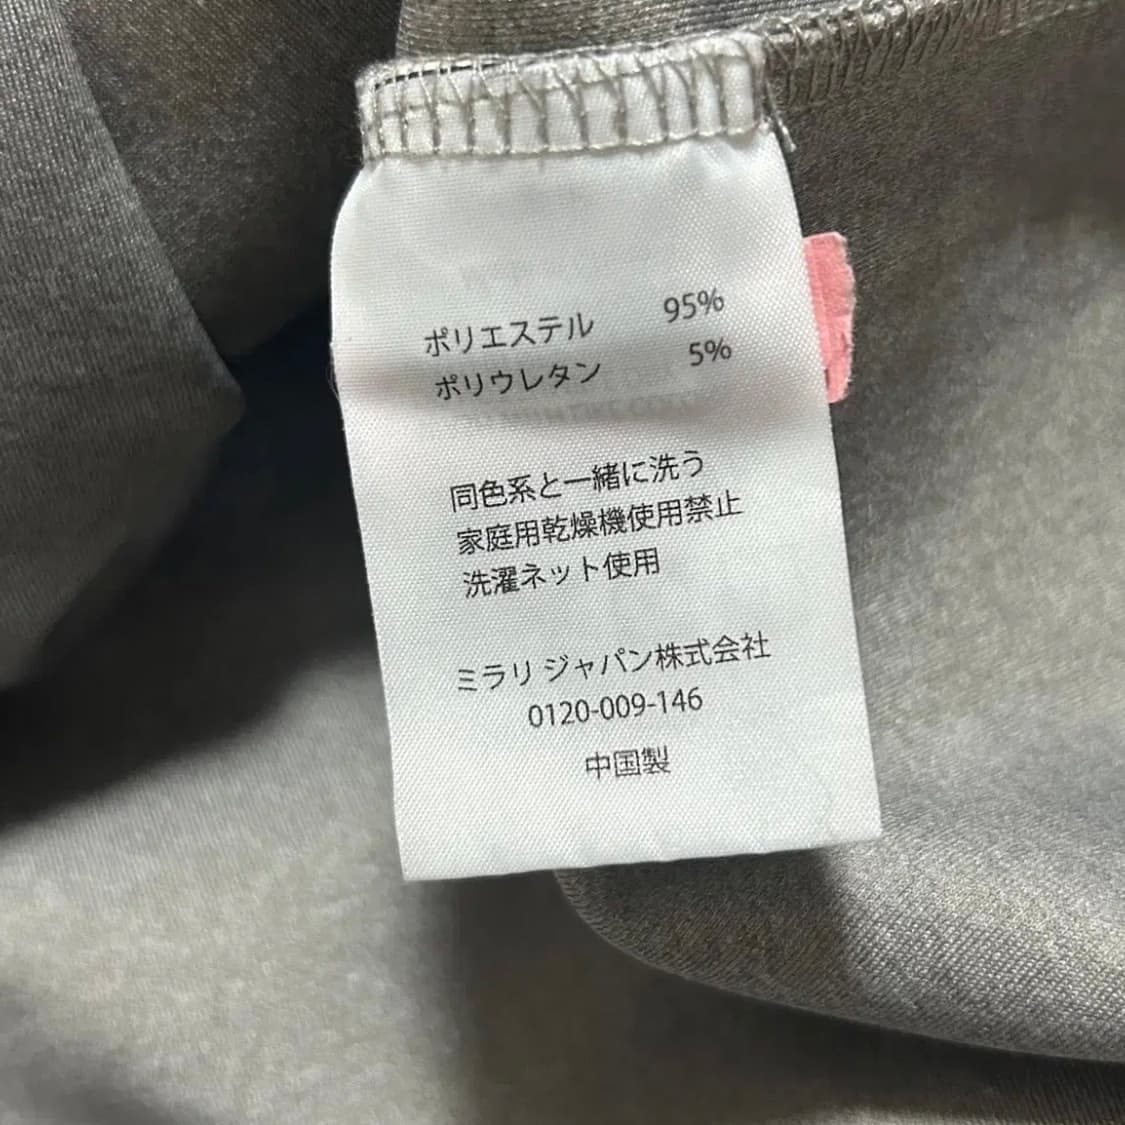 ポリエステル 95%
ポリウレタン 5%
同色系と一緒に洗う
家庭用乾燥機使用禁止
洗濯ネット使用
ミラリ ジャパン株式会社
0120-009-146
中国製